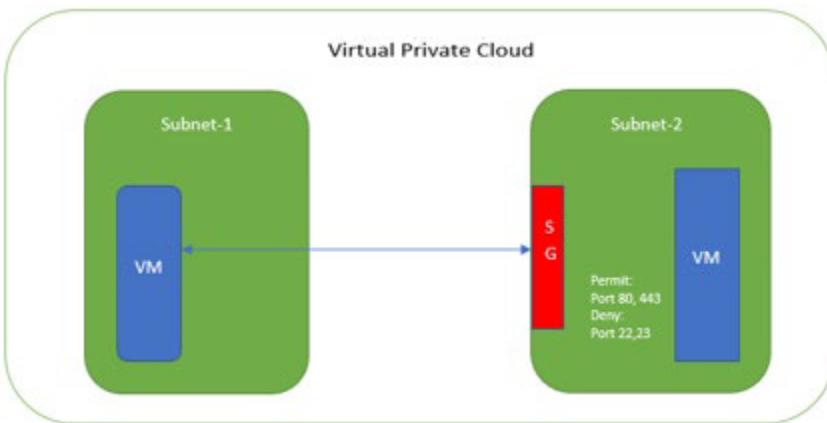 Virtual Private Cloud
Subnet-1
VM
Subnet-2
S
G
Permit:
Port 80, 443
Deny:
Port 22,23
VM